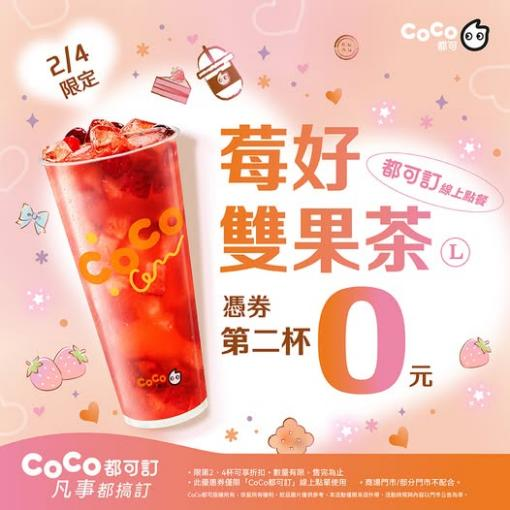 CoCo
都可
2/4
限定
莓好
都可訂 線上點餐
雙果茶 L
憑券
第二杯 0 元
CoCo
CoCo
CoCo都可訂
凡事都搞訂
•限第2、4杯可享折扣,數量有限,售完為止
•此優惠券僅限「CoCo都可訂」線上點單使用 •商場門市/部分門市不配合。